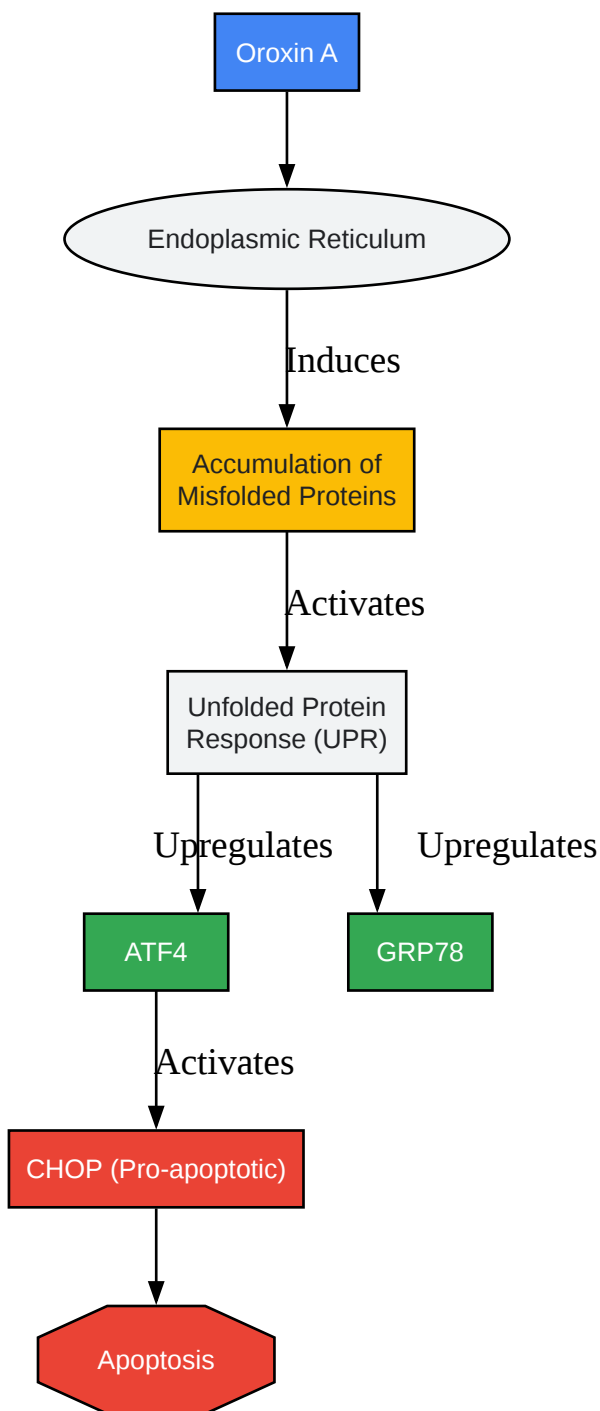 Oroxin A
Endoplasmic Reticulum
Induces
Accumulation of
Misfolded Proteins
Activates
Unfolded Protein
Response (UPR)
Upregulates
Upregulates
ATF4
GRP78
Activates
CHOP (Pro-apoptotic)
Apoptosis